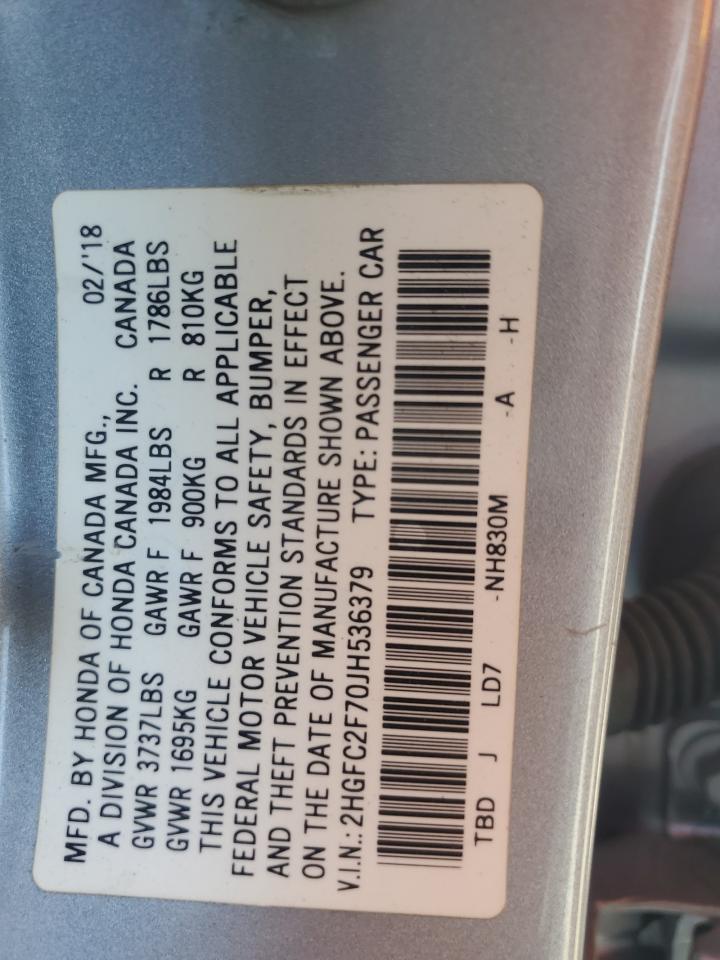 MFD. BY HONDA OF CANADA MFG., 02/'18
A DIVISION OF HONDA CANADA INC. CANADA
GVWR 3737LBS GAWR F 1984LBS R 1786LBS
GVWR 1695KG GAWR F 900KG R 810KG
THIS VEHICLE CONFORMS TO ALL APPLICABLE
FEDERAL MOTOR VEHICLE SAFETY, BUMPER,
AND THEFT PREVENTION STANDARDS IN EFFECT
ON THE DATE OF MANUFACTURE SHOWN ABOVE.
V.I.N.: 2HGFC2F70JH536379 TYPE: PASSENGER CAR
TBD J LD7 -NH830M -A -H